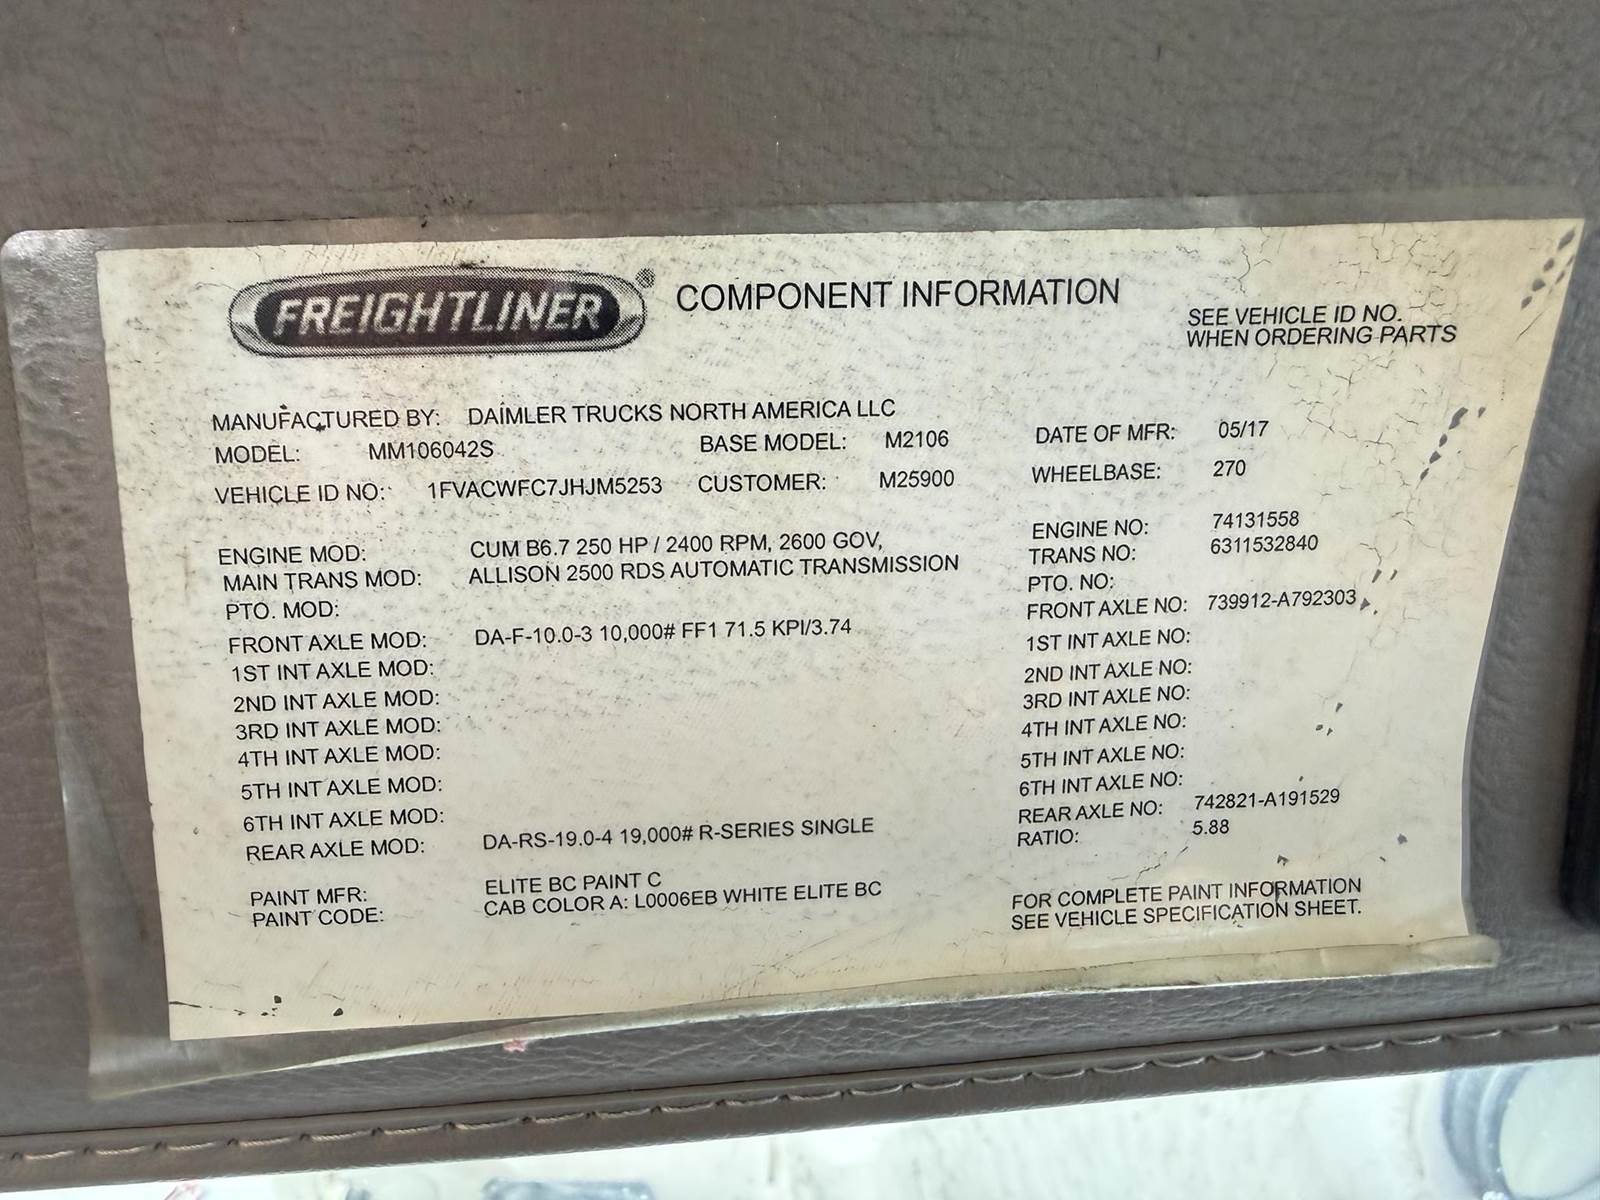 FREIGHTLINER® COMPONENT INFORMATION
SEE VEHICLE ID NO.
WHEN ORDERING PARTS
MANUFACTURED BY: DAIMLER TRUCKS NORTH AMERICA LLC
MODEL: MM106042S BASE MODEL: M2106 DATE OF MFR: 05/17
VEHICLE ID NO: 1FVACWFC7JHJM5253 CUSTOMER: M25900 WHEELBASE: 270
ENGINE MOD: CUM B6.7 250 HP / 2400 RPM, 2600 GOV, ENGINE NO: 74131558
MAIN TRANS MOD: ALLISON 2500 RDS AUTOMATIC TRANSMISSION TRANS NO: 6311532840
PTO. MOD: PTO. NO:
FRONT AXLE MOD: DA-F-10.0-3 10,000# FF1 71.5 KPI/3.74 FRONT AXLE NO: 739912-A792303
1ST INT AXLE MOD: 1ST INT AXLE NO:
2ND INT AXLE MOD: 2ND INT AXLE NO:
3RD INT AXLE MOD: 3RD INT AXLE NO:
4TH INT AXLE MOD: 4TH INT AXLE NO:
5TH INT AXLE MOD: 5TH INT AXLE NO:
6TH INT AXLE MOD: 6TH INT AXLE NO:
REAR AXLE MOD: DA-RS-19.0-4 19,000# R-SERIES SINGLE REAR AXLE NO: 742821-A191529
RATIO: 5.88
PAINT MFR: ELITE BC PAINT C
PAINT CODE: CAB COLOR A: L0006EB WHITE ELITE BC
FOR COMPLETE PAINT INFORMATION
SEE VEHICLE SPECIFICATION SHEET.